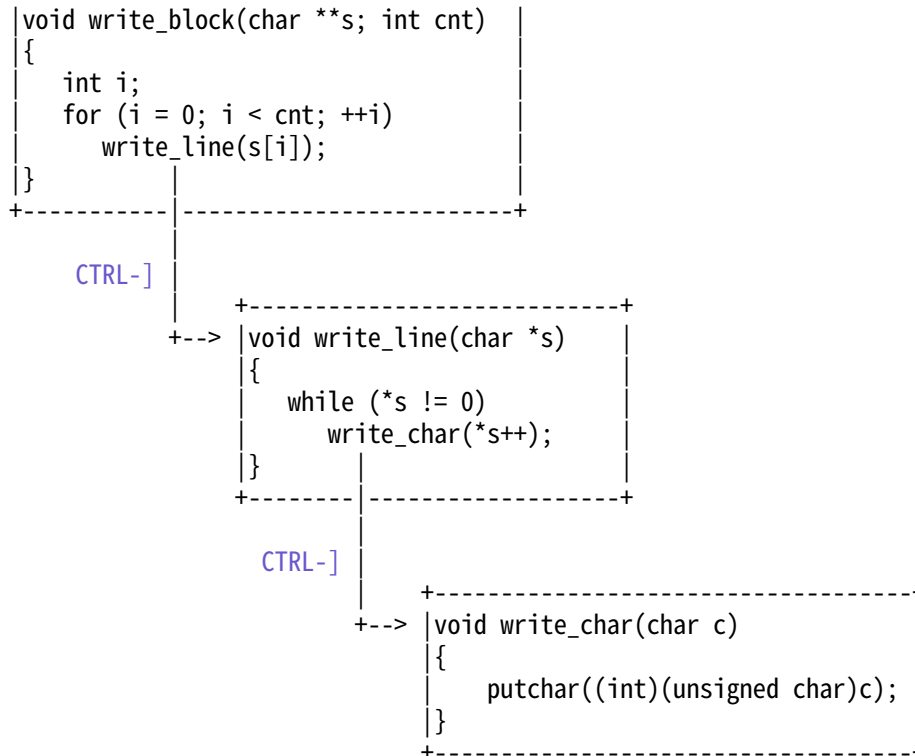 |void write_block(char **s; int cnt)  |
|{                                    |
|   int i;                            |
|   for (i = 0; i < cnt; ++i)         |
|      write_line(s[i]);              |
|}           |                        |
+-----------|-------------------------+
            |
     CTRL-] |
            |    +----------------------------+
            +--> |void write_line(char *s)    |
                 |{                           |
                 |   while (*s != 0)          |
                 |      write_char(*s++);     |
                 |}       |                   |
                 +--------|-------------------+
                          |
                   CTRL-] |
                          |    +------------------------------------+
                          +--> |void write_char(char c)
                               |{
                               |    putchar((int)(unsigned char)c);
                               |}
                               +------------------------------------+